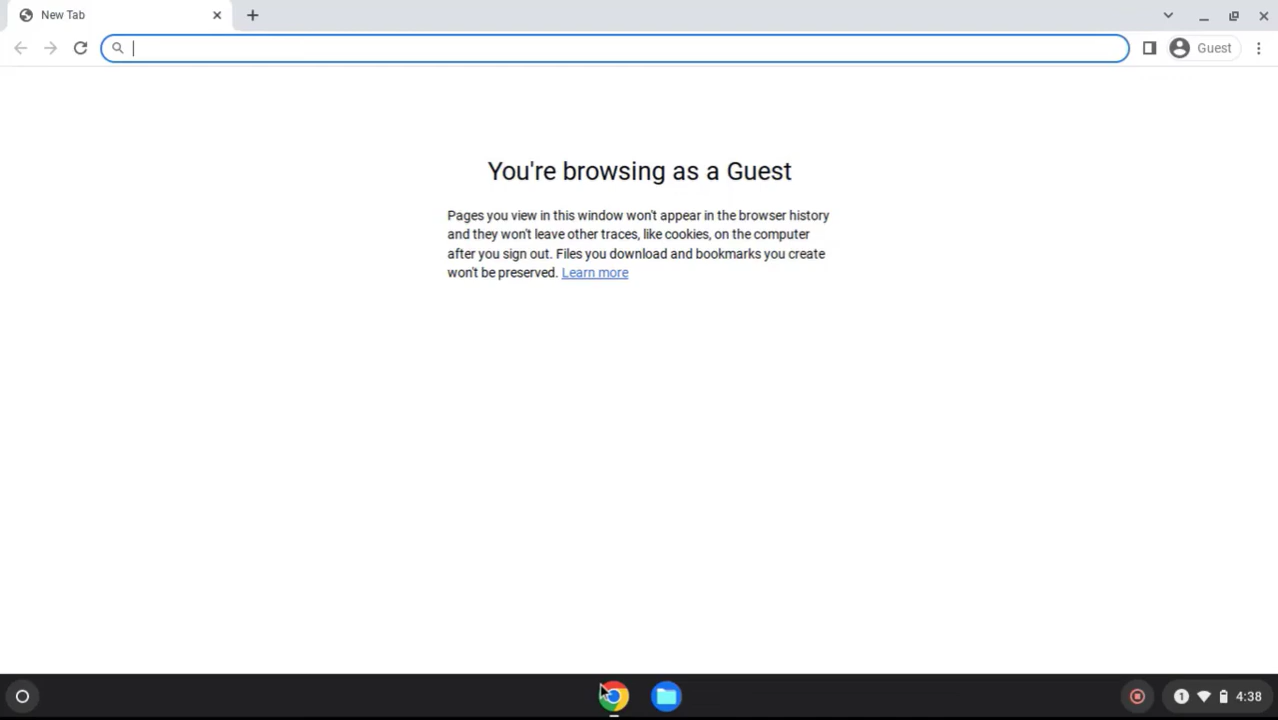 New Tab
Guest
You're browsing as a Guest
Pages you view in this window won't appear in the browser history
and they won't leave other traces, like cookies, on the computer
after you sign out. Files you download and bookmarks you create
won't be preserved. Learn more
1
4:38